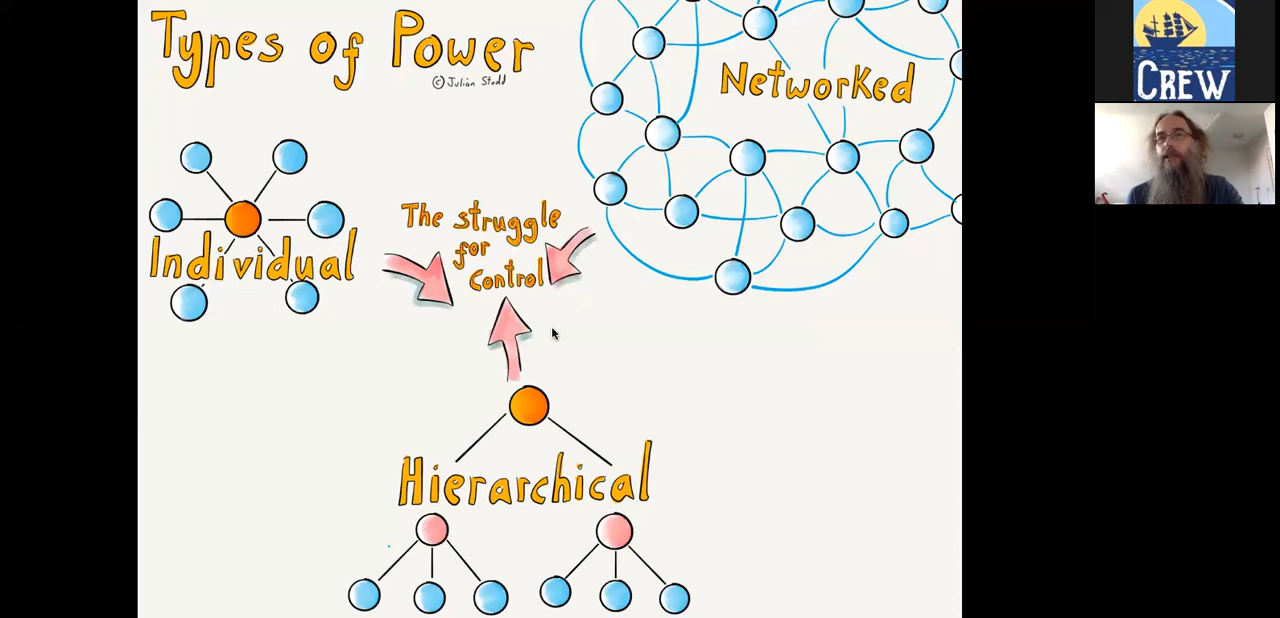 Types of Power
© Julian Stodd
Networked
CREW
Individual
The struggle
for
Control
Hierarchical